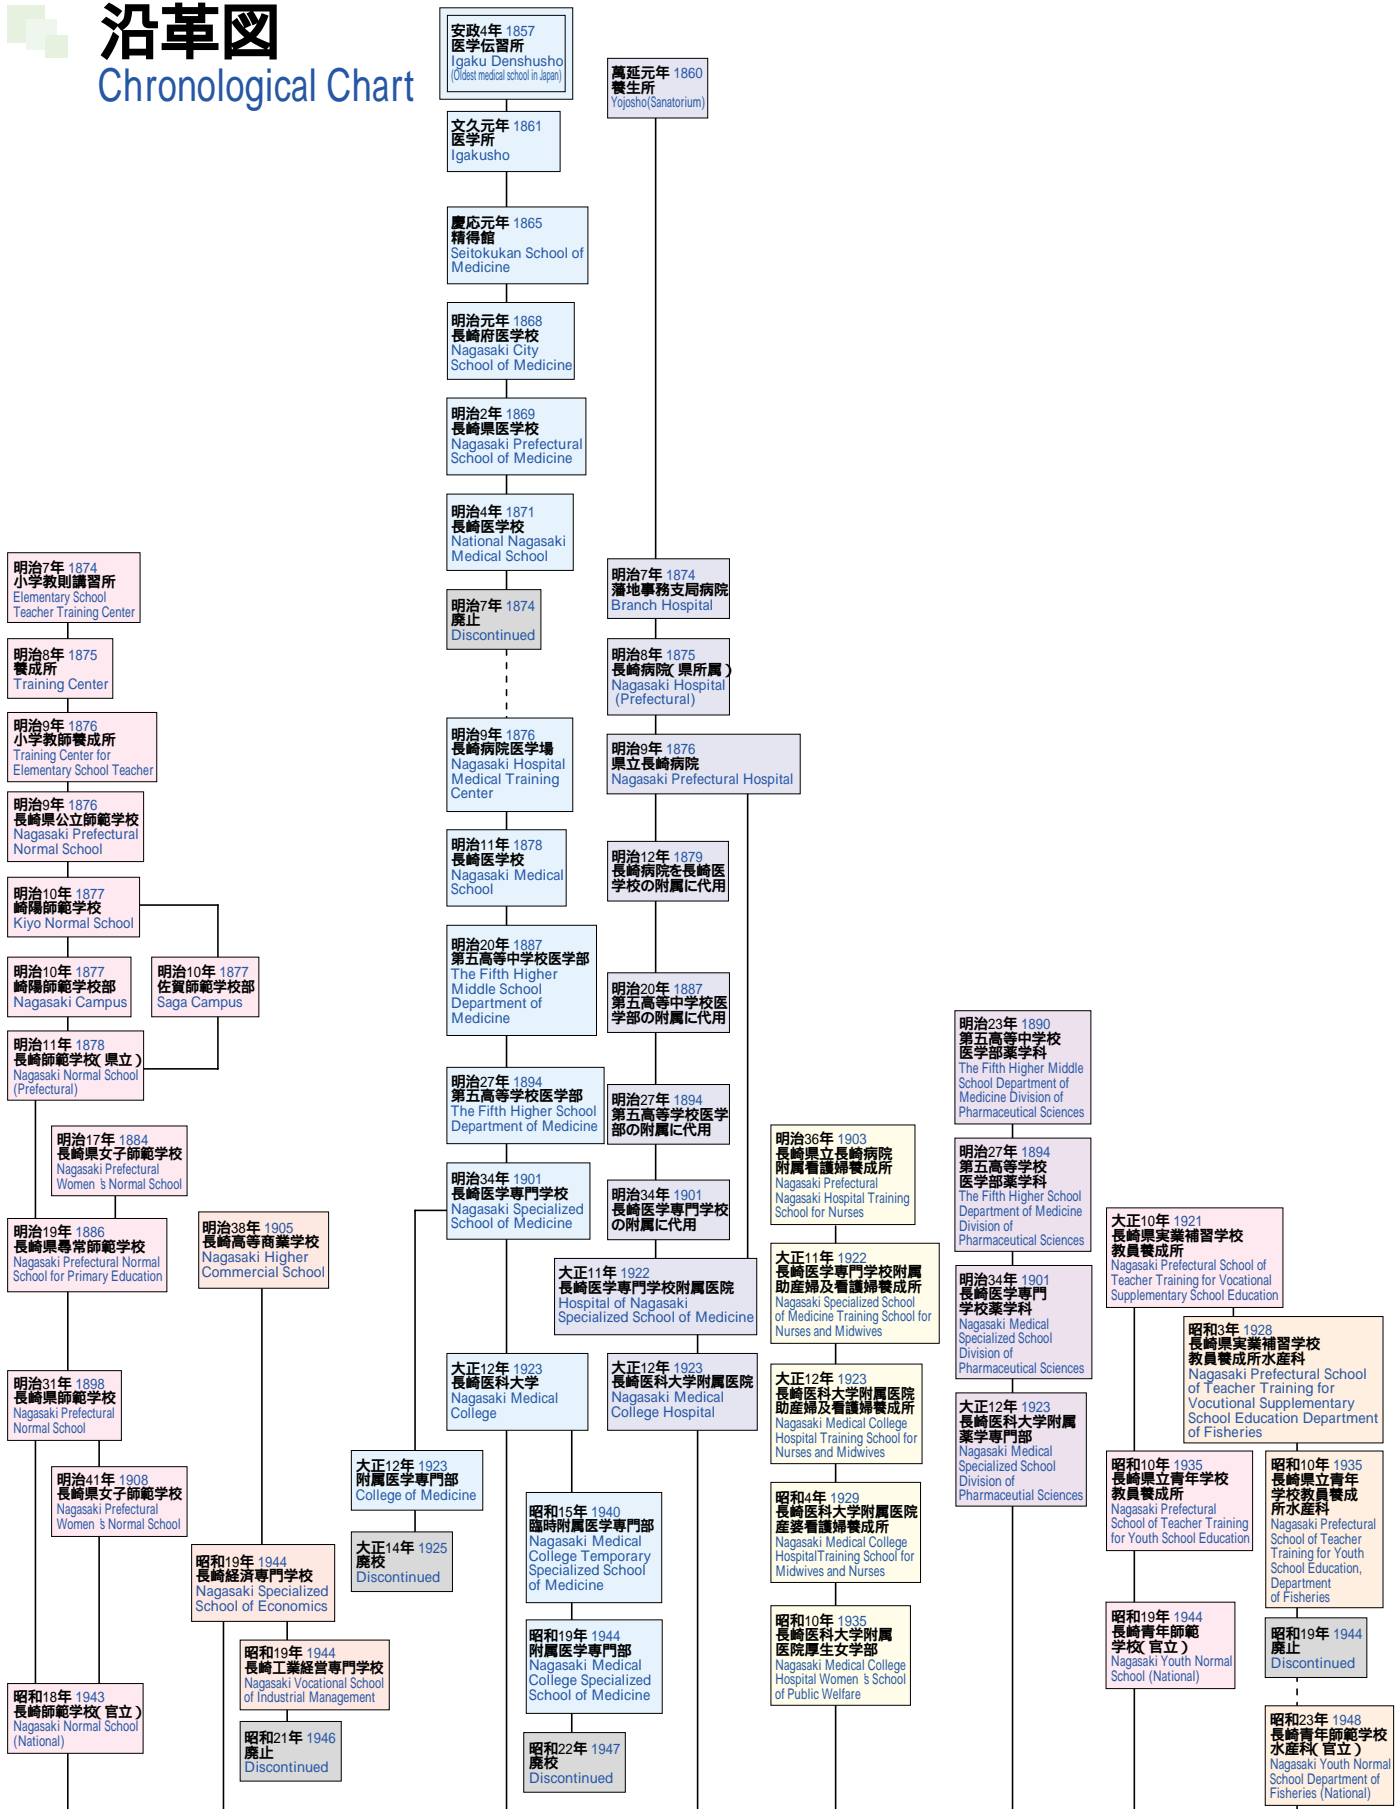 沿革図
Chronological Chart
安政4年 1857
医学伝習所
Igaku Denshusho
(Oldest medical school in Japan)
文久元年 1861
医学所
Igakusho
慶応元年 1865
精得館
Seitokukan School of
Medicine
明治元年 1868
長崎府医学校
Nagasaki City
School of Medicine
明治2年 1869
長崎県医学校
Nagasaki Prefectural
School of Medicine
明治4年 1871
長崎医学校
National Nagasaki
Medical School
明治7年 1874
廃止
Discontinued
明治9年 1876
長崎病院医学場
Nagasaki Hospital
Medical Training
Center
明治11年 1878
長崎医学校
Nagasaki Medical
School
明治20年 1887
第五高等中学校医学部
The Fifth Higher
Middle School
Department of
Medicine
明治27年 1894
第五高等学校医学部
The Fifth Higher School
Department of Medicine
明治34年 1901
長崎医学専門学校
Nagasaki Specialized
School of Medicine
大正12年 1923
長崎医科大学
Nagasaki Medical
College
大正12年 1923
附属医学専門部
College of Medicine
大正14年 1925
廃校
Discontinued
昭和15年 1940
臨時附属医学専門部
Nagasaki Medical
College Temporary
Specialized School
of Medicine
昭和19年 1944
附属医学専門部
Nagasaki Medical
College Specialized
School of Medicine
昭和22年 1947
廃校
Discontinued
萬延元年 1860
養生所
Yojosho(Sanatorium)
明治7年 1874
藩地事務支局病院
Branch Hospital
明治8年 1875
長崎病院(県所属)
Nagasaki Hospital
(Prefectural)
明治9年 1876
県立長崎病院
Nagasaki Prefectural Hospital
明治12年 1879
長崎病院を長崎医
学校の附属に代用
明治20年 1887
第五高等中学校医
学部の附属に代用
明治27年 1894
第五高等学校医学
部の附属に代用
明治34年 1901
長崎医学専門学校
の附属に代用
大正11年 1922
長崎医学専門学校附属医院
Hospital of Nagasaki
Specialized School of Medicine
大正12年 1923
長崎医科大学附属医院
Nagasaki Medical
College Hospital
明治7年 1874
小学教則講習所
Elementary School
Teacher Training Center
明治8年 1875
養成所
Training Center
明治9年 1876
小学教師養成所
Training Center for
Elementary School Teacher
明治9年 1876
長崎県公立師範学校
Nagasaki Prefectural
Normal School
明治10年 1877
崎陽師範学校
Kiyo Normal School
明治10年 1877
崎陽師範学校部
Nagasaki Campus
明治10年 1877
佐賀師範学校部
Saga Campus
明治11年 1878
長崎師範学校(県立)
Nagasaki Normal School
(Prefectural)
明治17年 1884
長崎県女子師範学校
Nagasaki Prefectural
Women's Normal School
明治19年 1886
長崎県尋常師範学校
Nagasaki Prefectural Normal
School for Primary Education
明治31年 1898
長崎県師範学校
Nagasaki Prefectural
Normal School
明治41年 1908
長崎県女子師範学校
Nagasaki Prefectural
Women's Normal School
昭和18年 1943
長崎師範学校(官立)
Nagasaki Normal School
(National)
明治38年 1905
長崎高等商業学校
Nagasaki Higher
Commercial School
昭和19年 1944
長崎経済専門学校
Nagasaki Specialized
School of Economics
昭和19年 1944
長崎工業経営専門学校
Nagasaki Vocational School
of Industrial Management
昭和21年 1946
廃止
Discontinued
明治36年 1903
長崎県立長崎病院
附属看護婦養成所
Nagasaki Prefectural
Nagasaki Hospital Training
School for Nurses
大正11年 1922
長崎医学専門学校附属
助産婦及看護婦養成所
Nagasaki Specialized School
of Medicine Training School for
Nurses and Midwives
大正12年 1923
長崎医科大学附属医院
助産婦及看護婦養成所
Nagasaki Medical College
Hospital Training School for
Nurses and Midwives
昭和4年 1929
長崎医科大学附属医院
産婆看護婦養成所
Nagasaki Medical College
HospitalTraining School for
Midwives and Nurses
昭和10年 1935
長崎医科大学附属
医院厚生女学部
Nagasaki Medical College
Hospital Women's School
of Public Welfare
明治23年 1890
第五高等中学校
医学部薬学科
The Fifth Higher Middle
School Department of
Medicine Division of
Pharmaceutical Sciences
明治27年 1894
第五高等学校
医学部薬学科
The Fifth Higher School
Department of Medicine
Division of
Pharmaceutical Sciences
明治34年 1901
長崎医学専門
学校薬学科
Nagasaki Medical
Specialized School
Division of
Pharmaceutical Sciences
大正12年 1923
長崎医科大学附属
薬学専門部
Nagasaki Medical
Specialized School
Division of
Pharmaceutial Sciences
大正10年 1921
長崎県実業補習学校
教員養成所
Nagasaki Prefectural School of
Teacher Training for Vocational
Supplementary School Education
昭和3年 1928
長崎県実業補習学校
教員養成所水産科
Nagasaki Prefectural School
of Teacher Training for
Vocutional Supplementary
School Education Department
of Fisheries
昭和10年 1935
長崎県立青年学校
教員養成所
Nagasaki Prefectural
School of Teacher Training
for Youth School Education
昭和10年 1935
長崎県立青年
学校教員養成
所水産科
Nagasaki Prefectural
School of Teacher
Training for Youth
School Education,
Department
of Fisheries
昭和19年 1944
長崎青年師範
学校(官立)
Nagasaki Youth Normal
School (National)
昭和19年 1944
廃止
Discontinued
昭和23年 1948
長崎青年師範学校
水産科(官立)
Nagasaki Youth Normal
School Department of
Fisheries (National)